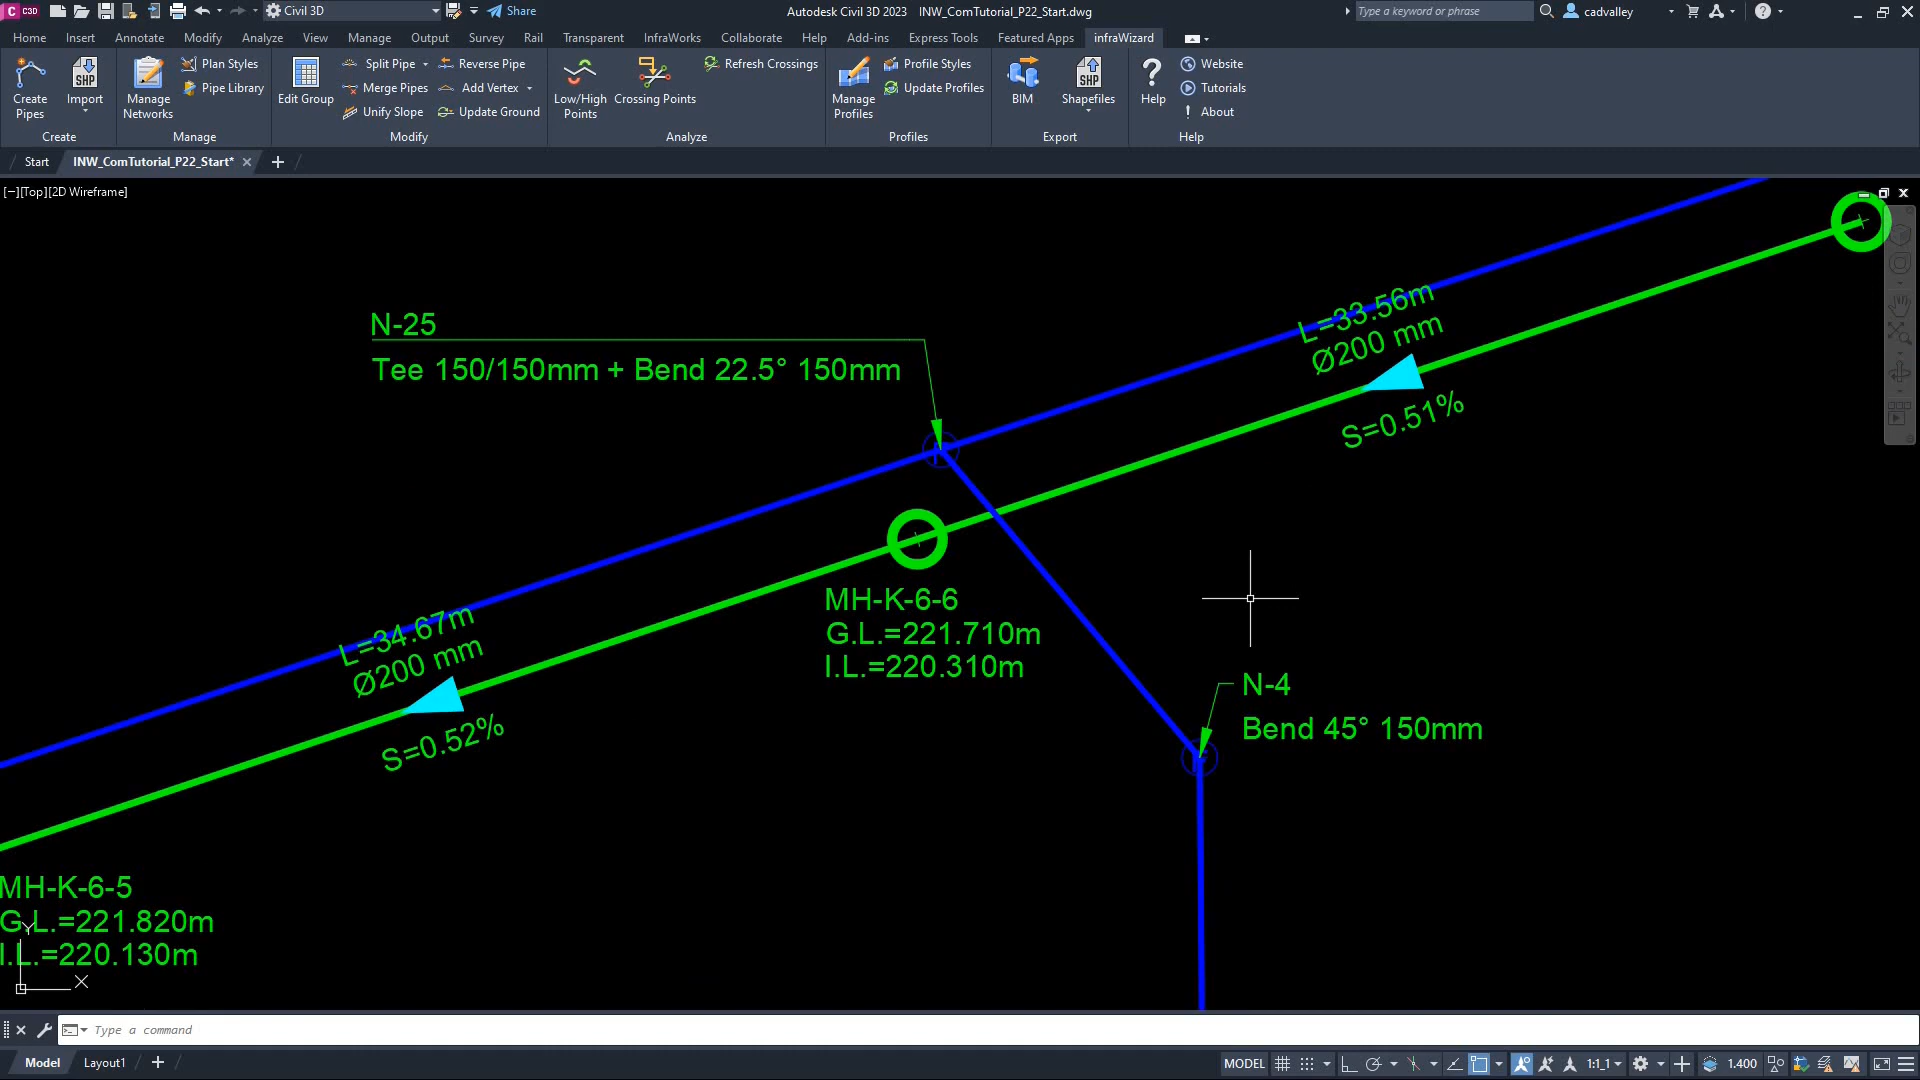 C C3D Civil 3D Share Autodesk Civil 3D 2023 INW_ComTutorial_P22_Start.dwg Type a keyword or phrase cadvalley
Home Insert Annotate Modify Analyze View Manage Output Survey Rail Transparent InfraWorks Collaborate Help Add-ins Express Tools Featured Apps infraWizard
Create Pipes
Import
Manage Networks
Plan Styles
Pipe Library
Edit Group
Split Pipe
Merge Pipes
Unify Slope
Reverse Pipe
Add Vertex
Update Ground
Low/High Points
Crossing Points
Refresh Crossings
Manage Profiles
Profile Styles
Update Profiles
BIM
SHP
Shapefiles
Help
Website
Tutorials
About
Create Manage Modify Analyze Profiles Export Help
Start INW_ComTutorial_P22_Start*
[−][Top][2D Wireframe]
N-25
Tee 150/150mm + Bend 22.5° 150mm
L=33.56m
Ø200 mm
S=0.51%
MH-K-6-6
G.L.=221.710m
I.L.=220.310m
L=34.67m
Ø200 mm
S=0.52%
N-4
Bend 45° 150mm
MH-K-6-5
G.L.=221.820m
I.L.=220.130m
Y
X
Type a command
Model Layout1
MODEL 1:1_1 1.400